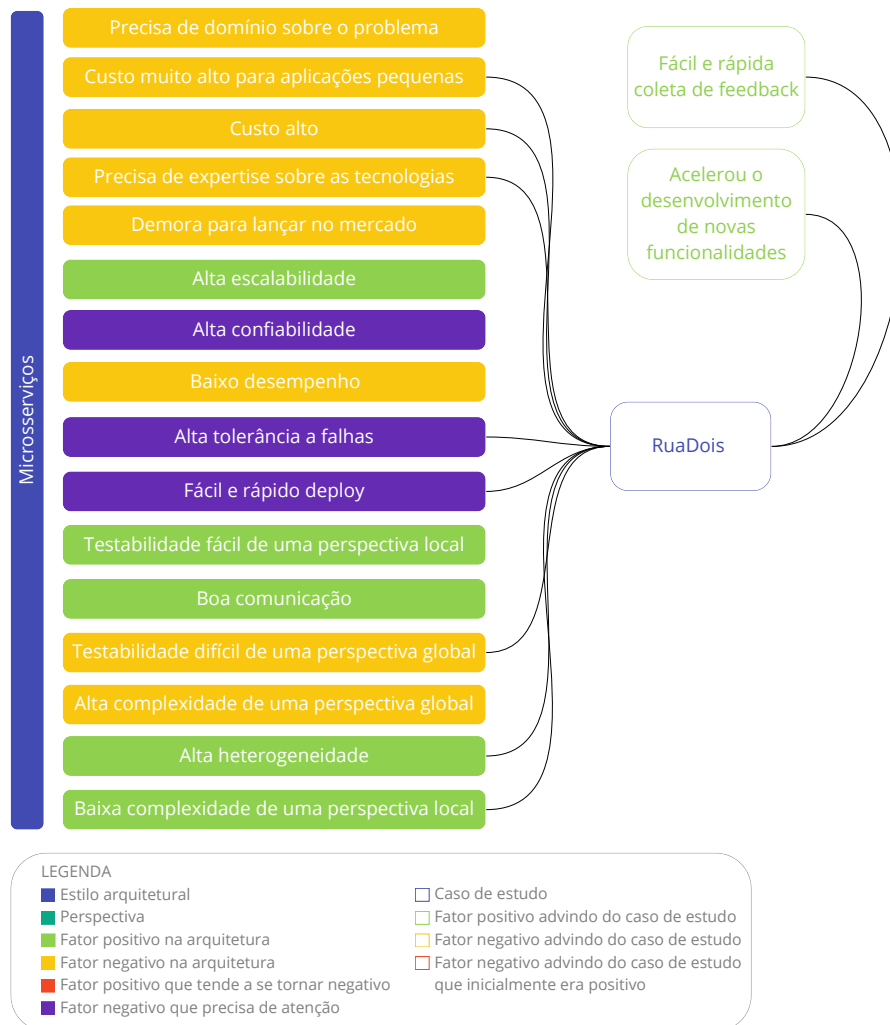 Microsserviços
Precisa de domínio sobre o problema
Custo muito alto para aplicações pequenas
Custo alto
Precisa de expertise sobre as tecnologias
Demora para lançar no mercado
Alta escalabilidade
Alta confiabilidade
Baixo desempenho
Alta tolerância a falhas
Fácil e rápido deploy
Testabilidade fácil de uma perspectiva local
Boa comunicação
Testabilidade difícil de uma perspectiva global
Alta complexidade de uma perspectiva global
Alta heterogeneidade
Baixa complexidade de uma perspectiva local
Fácil e rápida
coleta de feedback
Acelerou o
desenvolvimento
de novas
funcionalidades
RuaDois
LEGENDA
Estilo arquitetural
Perspectiva
Fator positivo na arquitetura
Fator negativo na arquitetura
Fator positivo que tende a se tornar negativo
Fator negativo que precisa de atenção
Caso de estudo
Fator positivo advindo do caso de estudo
Fator negativo advindo do caso de estudo
Fator negativo advindo do caso de estudo
que inicialmente era positivo